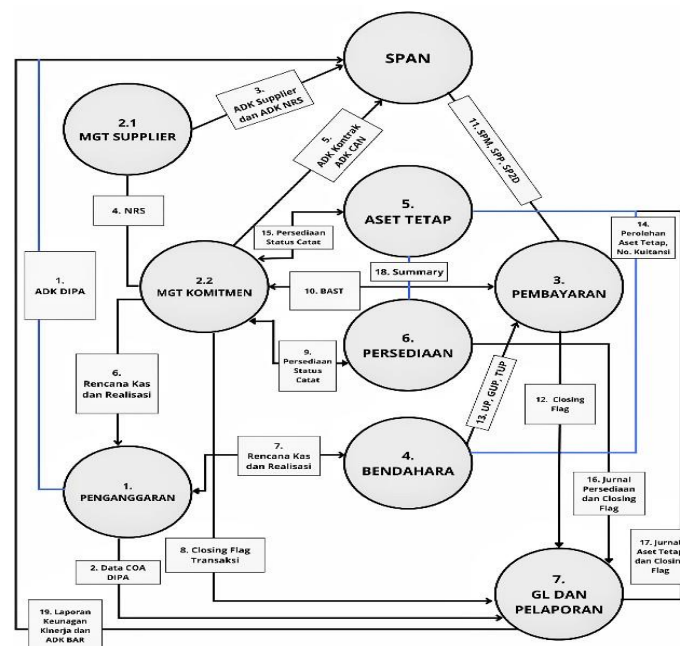 SPAN
3.
ADK Supplier
dan ADK NRS
2.1
MGT SUPPLIER
5.
ADK Kontrak
ADK CAN
11. SPM, SPP, SP2D
4. NRS
5.
ASET TETAP
15. Persediaan
Status Catat
14.
Perolehan
Aset Tetap,
No. Kuitansi
1.
ADK DIPA
2.2
MGT KOMITMEN
18. Summary
10. BAST
3.
PEMBAYARAN
6.
PERSEDIAAN
9.
Persediaan
Status
Catat
6.
Rencana Kas
dan Realisasi
13. UP, GUP, TUP
12. Closing
Flag
7.
Rencana Kas
dan Realisasi
4.
BENDAHARA
1.
PENGANGGARAN
16. Jurnal
Persediaan
dan Closing
Flag
8. Closing Flag
Transaksi
17. Jurnal
Aset Tetap
dan Closing
Flag
2. Data COA
DIPA
7.
GL DAN
PELAPORAN
19. Laporan
Keunagan
Kinerja dan
ADK BAR